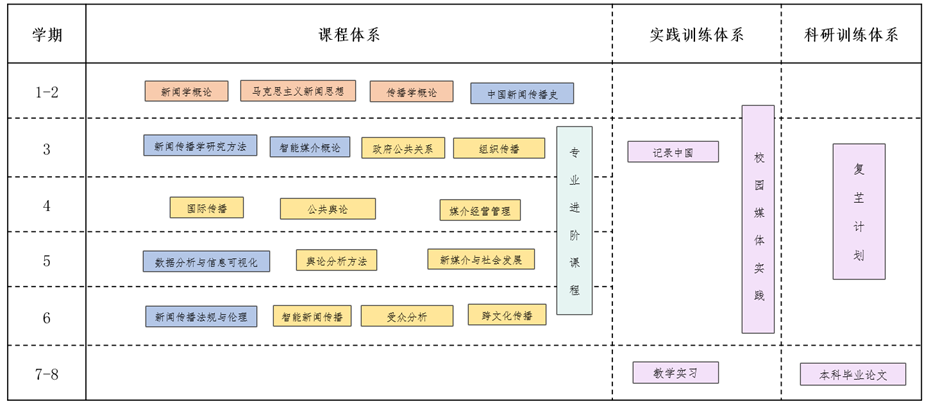 学期 课程体系 实践训练体系 科研训练体系
1-2 新闻学概论 马克思主义新闻思想 传播学概论 中国新闻传播史
3 新闻传播学研究方法 智能媒介概论 政府公共关系 组织传播 记录中国
4 国际传播 公共舆论 媒介经营管理
5 数据分析与信息可视化 舆论分析方法 新媒介与社会发展
6 新闻传播法规与伦理 智能新闻传播 受众分析 跨文化传播
专业进阶课程
校园媒体实践
复茎计划
7-8 教学实习 本科毕业论文